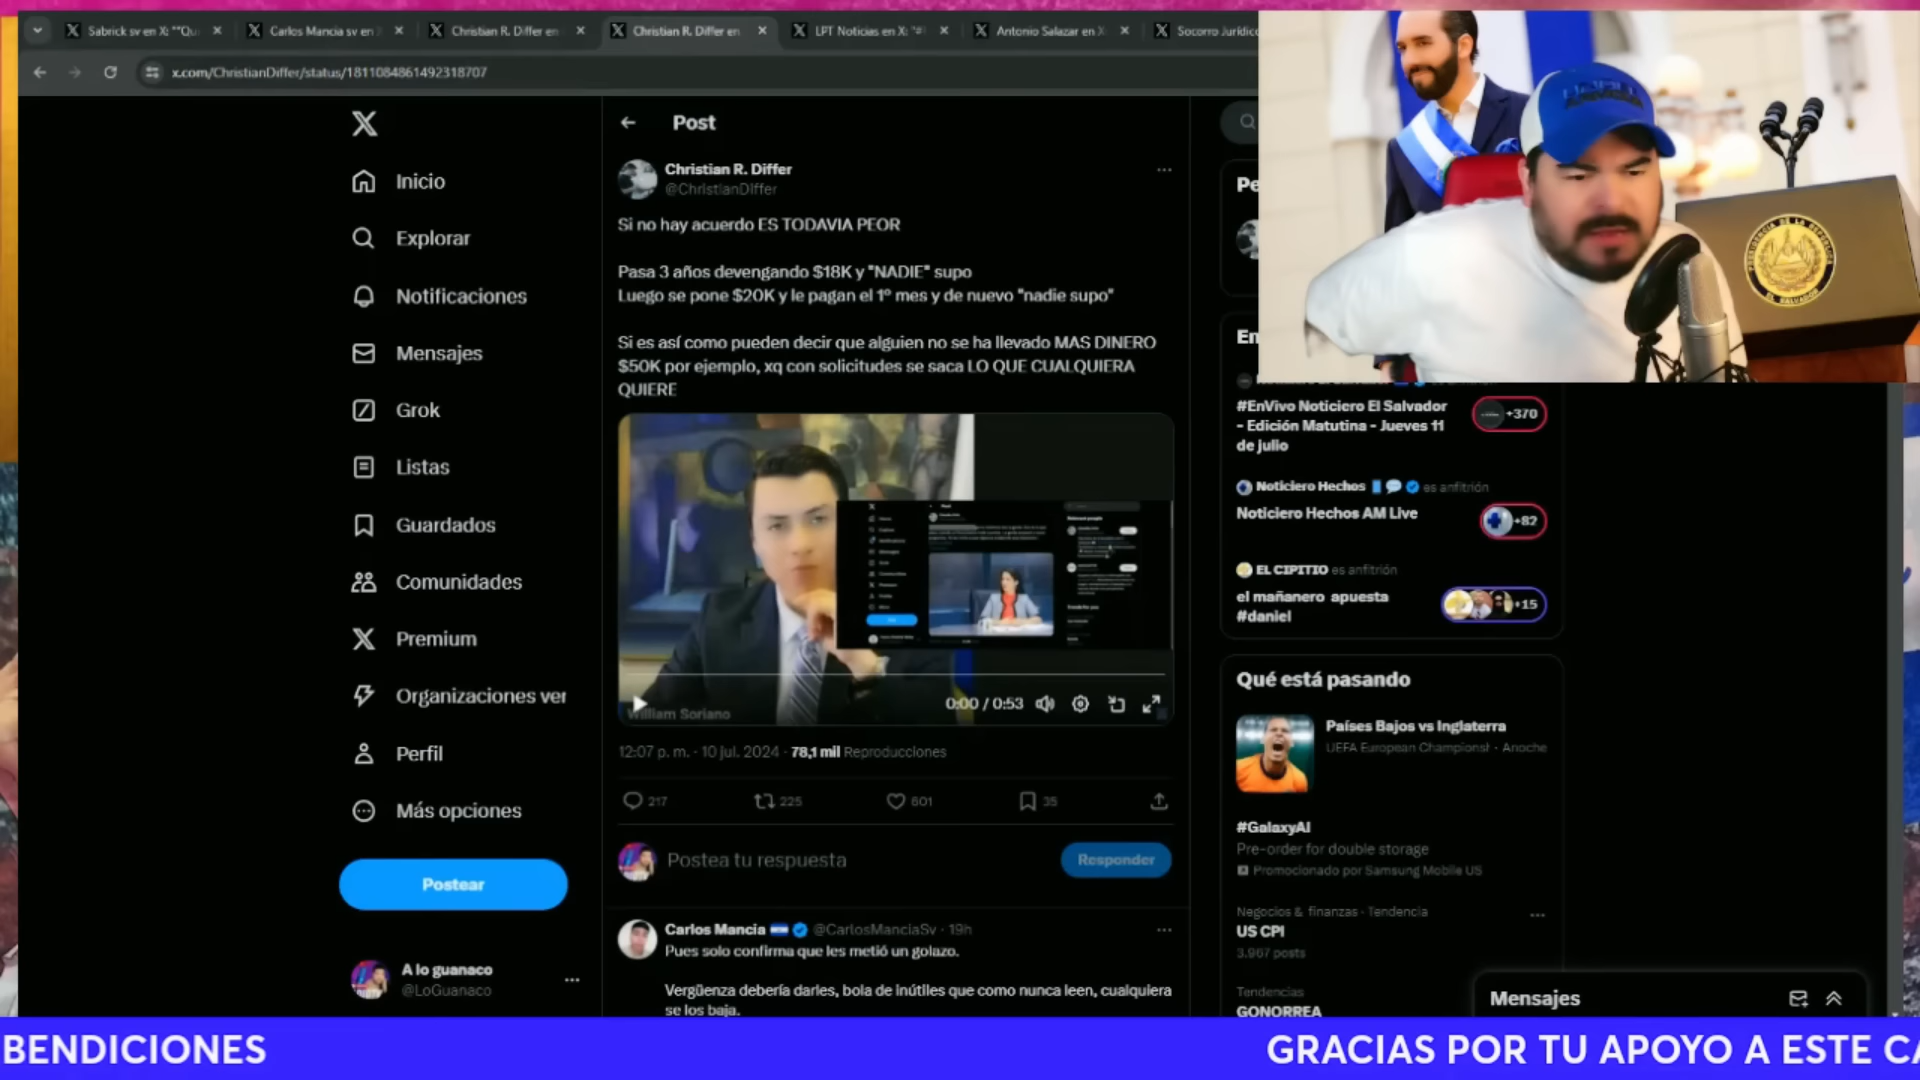 Sabrick sv en X: ""Qu
Carlos Mancia sv en X
Christian R. Differ en
Christian R. Differ en
LPT Noticias en X: "#
Antonio Salazar en X
Socorro Jurídico
x.com/ChristianDiffer/status/1811084861492318707
Inicio
Explorar
Notificaciones
Mensajes
Grok
Listas
Guardados
Comunidades
Premium
Organizaciones ver
Perfil
Más opciones
Postear
A lo guanaco
@LoGuanaco
Post
Christian R. Differ
@ChristianDiffer
Si no hay acuerdo ES TODAVIA PEOR
Pasa 3 años devengando $18K y "NADIE" supo
Luego se pone $20K y le pagan el 1º mes y de nuevo "nadie supo"
Si es así como pueden decir que alguien no se ha llevado MAS DINERO
$50K por ejemplo, xq con solicitudes se saca LO QUE CUALQUIERA
QUIERE
William Soriano
0:00 / 0:53
12:07 p. m. · 10 jul. 2024 · 78,1 mil Reproducciones
217
225
601
35
Postea tu respuesta
Responder
Carlos Mancia @CarlosManciaSv · 19h
Pues solo confirma que les metió un golazo.
Vergüenza debería darles, bola de inútiles que como nunca leen, cualquiera
se los baja.
Pe
En
#EnVivo Noticiero El Salvador
- Edición Matutina - Jueves 11
de julio
+370
Noticiero Hechos es anfitrión
Noticiero Hechos AM Live
+82
EL CIPITIO es anfitrión
el mañanero apuesta
#daniel
+15
Qué está pasando
Países Bajos vs Inglaterra
UEFA European Championsh · Anoche
#GalaxyAI
Pre-order for double storage
Promocionado por Samsung Mobile US
Negocios & finanzas · Tendencia
US CPI
3.967 posts
Tendencias
GONORREA
Mensajes
PRESIDENCIA DE LA REPÚBLICA
EL SALVADOR
BENDICIONES
GRACIAS POR TU APOYO A ESTE CA